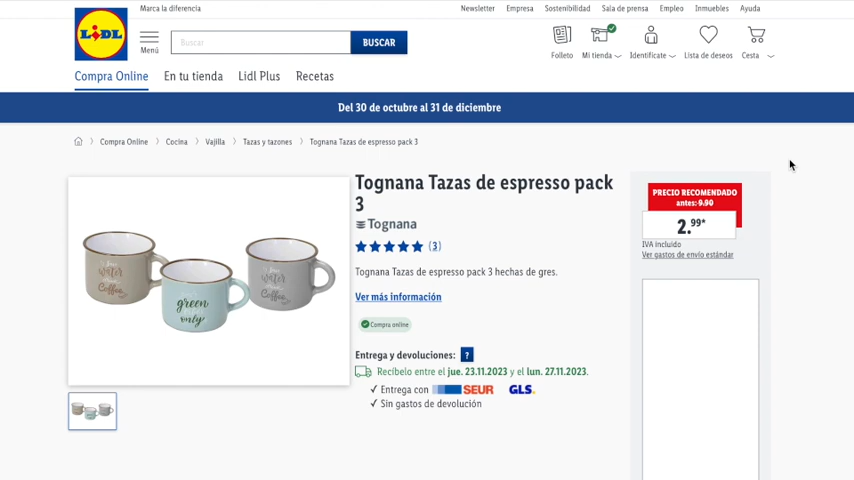 Marca la diferencia
Newsletter Empresa Sostenibilidad Sala de prensa Empleo Inmuebles Ayuda
LIDL
Menú
Buscar
BUSCAR
Folleto Mi tienda Identifícate Lista de deseos Cesta
Compra Online En tu tienda Lidl Plus Recetas
Del 30 de octubre al 31 de diciembre
Compra Online Cocina Vajilla Tazas y tazones Tognana Tazas de espresso pack 3
Tognana Tazas de espresso pack
3
Tognana
(3)
Tognana Tazas de espresso pack 3 hechas de gres.
Ver más información
Compra online
Entrega y devoluciones: ?
Recíbelo entre el jue. 23.11.2023 y el lun. 27.11.2023.
✓ Entrega con SEUR GLS.
✓ Sin gastos de devolución
PRECIO RECOMENDADO
antes: 9.90
2.99*
IVA incluido
Ver gastos de envío estándar
water
Coffee
green
only
water
Coffee